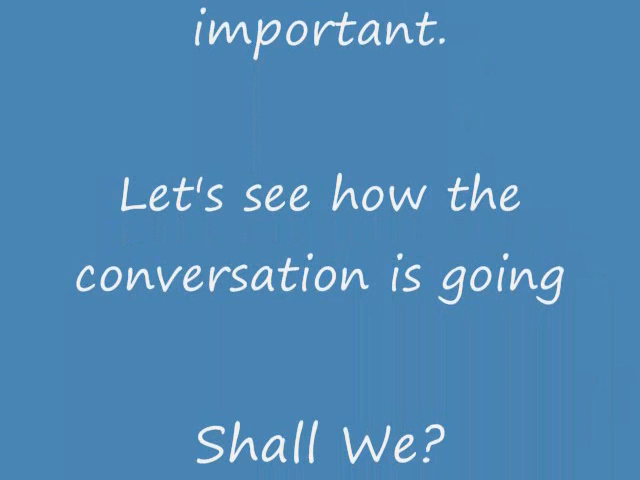 important.
Let's see how the
conversation is going
Shall We?